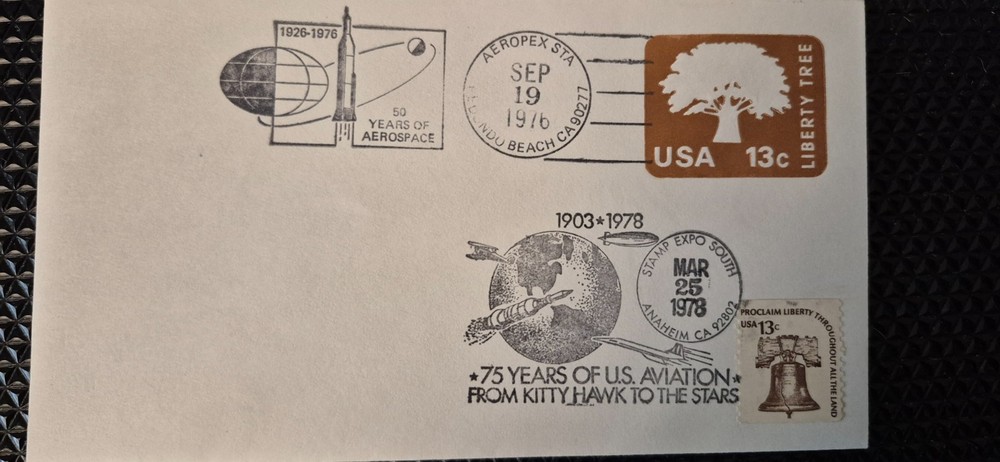 1926-1976
50
YEARS OF
AEROSPACE
AEROPEX STA
SEP
19
1976
REDONDO BEACH CA 90277
USA 13c
LIBERTY TREE
1903★1978
STAMP EXPO SOUTH
MAR
25
1978
ANAHEIM CA 92802
★75 YEARS OF U.S. AVIATION★
FROM KITTY HAWK TO THE STARS
PROCLAIM LIBERTY THROUGHOUT ALL THE LAND
USA 13c